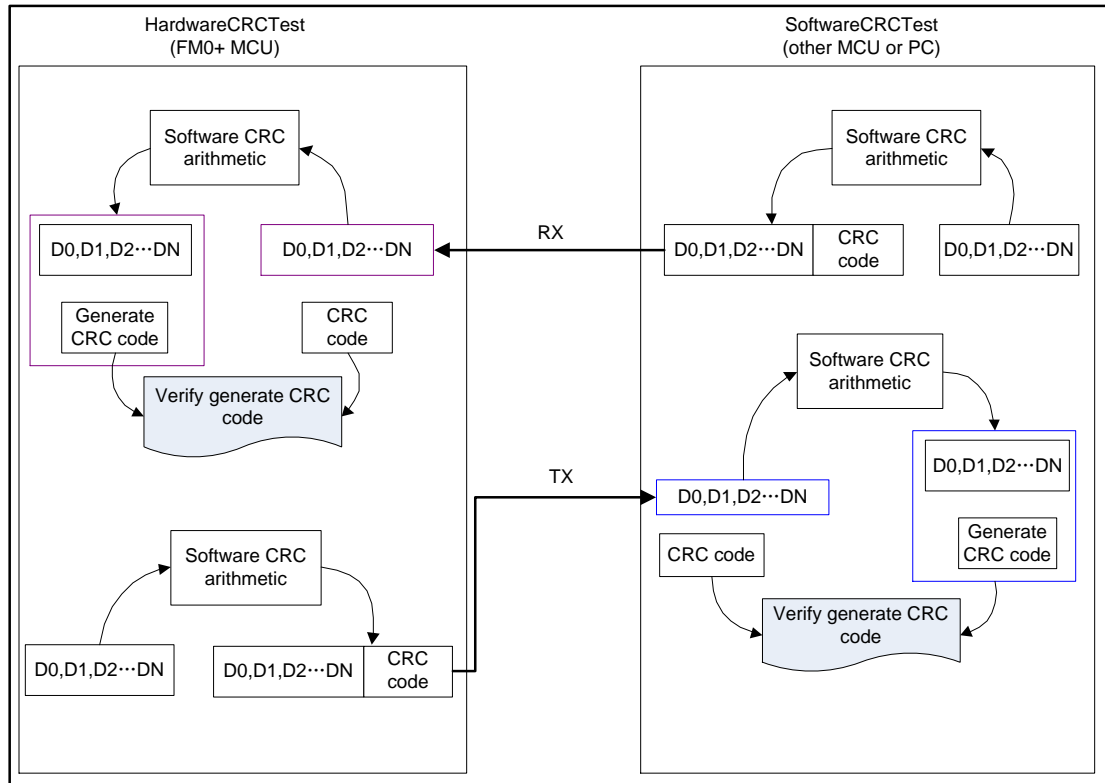 HardwareCRCTest
(FM0+ MCU)
SoftwareCRCTest
(other MCU or PC)
Software CRC
arithmetic
D0,D1,D2⋯DN
D0,D1,D2⋯DN
Generate
CRC code
CRC
code
Verify generate CRC
code
Software CRC
arithmetic
D0,D1,D2⋯DN
D0,D1,D2⋯DN
CRC
code
RX
TX
Software CRC
arithmetic
D0,D1,D2⋯DN
CRC
code
D0,D1,D2⋯DN
Software CRC
arithmetic
D0,D1,D2⋯DN
D0,D1,D2⋯DN
CRC code
Generate
CRC code
Verify generate CRC
code